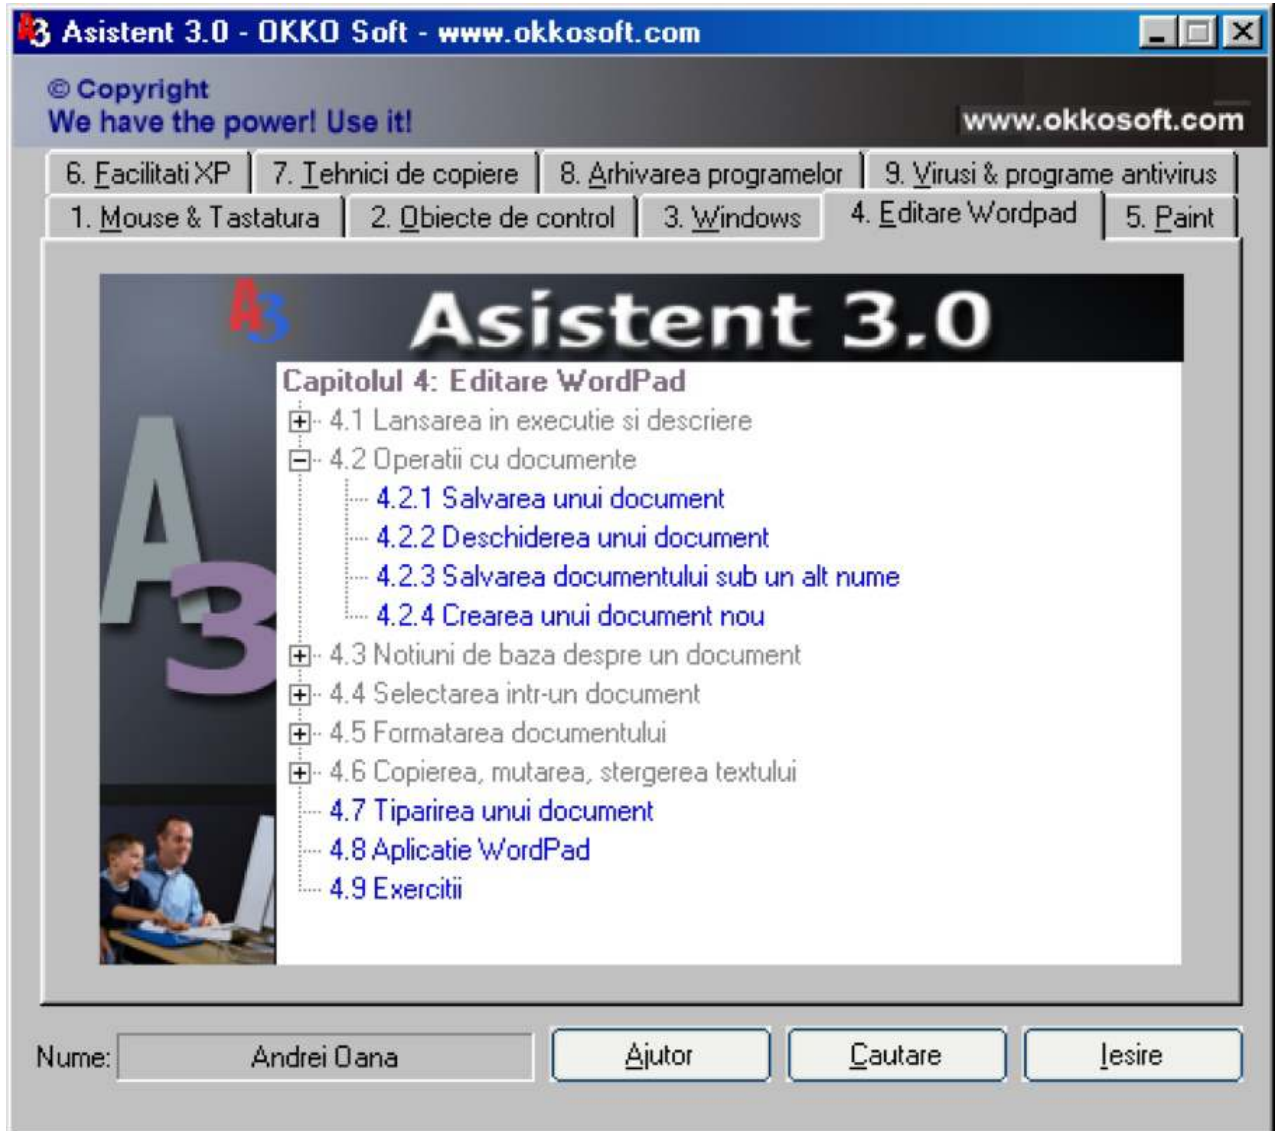 A3 Asistent 3.0 - OKKO Soft - www.okkosoft.com
© Copyright
We have the power! Use it!
www.okkosoft.com
6. Facilitati XP 7. Tehnici de copiere 8. Arhivarea programelor 9. Virusi & programe antivirus
1. Mouse & Tastatura 2. Obiecte de control 3. Windows 4. Editare Wordpad 5. Paint
A3 Asistent 3.0
A3
Capitolul 4: Editare WordPad
4.1 Lansarea in executie si descriere
4.2 Operatii cu documente
4.2.1 Salvarea unui document
4.2.2 Deschiderea unui document
4.2.3 Salvarea documentului sub un alt nume
4.2.4 Crearea unui document nou
4.3 Notiuni de baza despre un document
4.4 Selectarea intr-un document
4.5 Formatarea documentului
4.6 Copierea, mutarea, stergerea textului
4.7 Tiparirea unui document
4.8 Aplicatie WordPad
4.9 Exercitii
Nume: Andrei Oana Ajutor Cautare Iesire